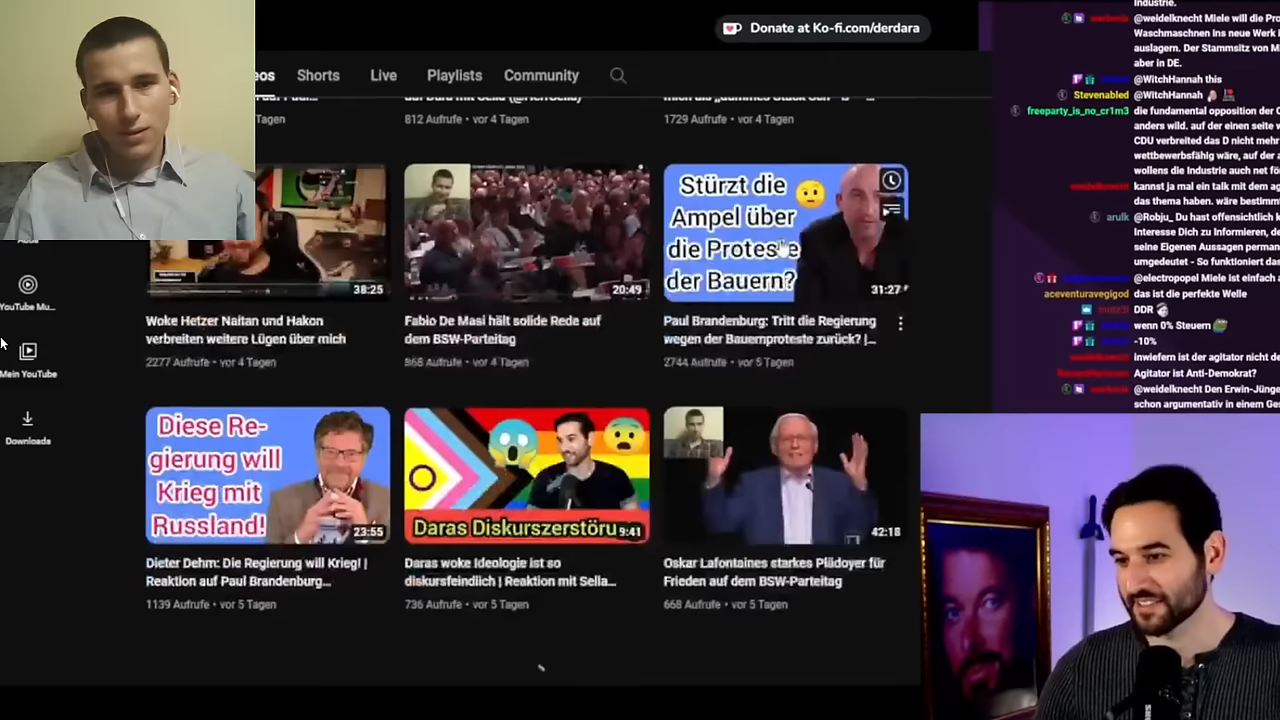 Donate at Ko-fi.com/derdara
eos
Shorts
Live
Playlists
Community
812 Aufrufe • vor 4 Tagen
1729 Aufrufe • vor 4 Tagen
Tagen
38:25
20:49
Stürzt die
Ampel über
die Proteste
der Bauern?
31:27
Woke Hetzer Naitan und Hakon
verbreiten weitere Lügen über mich
2277 Aufrufe • vor 4 Tagen
Fabio De Masi hält solide Rede auf
dem BSW-Parteitag
868 Aufrufe • vor 4 Tagen
Paul Brandenburg: Tritt die Regierung
wegen der Bauernproteste zurück? |...
2744 Aufrufe • vor 5 Tagen
YouTube Mu...
Mein YouTube
Downloads
Diese Re-
gierung will
Krieg mit
Russland!
23:55
Daras Diskurszerstöru
9:41
42:18
Dieter Dehm: Die Regierung will Krieg! |
Reaktion auf Paul Brandenburg...
1139 Aufrufe • vor 5 Tagen
Daras woke Ideologie ist so
diskursfeindlich | Reaktion mit Sella...
736 Aufrufe • vor 5 Tagen
Oskar Lafontaines starkes Plädoyer für
Frieden auf dem BSW-Parteitag
668 Aufrufe • vor 5 Tagen
Industrie.
@weidelknecht Miele will die Pro
Waschmaschnen ins neue Werk i
auslagern. Der Stammsitz von M
aber in DE.
@WitchHannah this
Stevenabled @WitchHannah
freeparty_is_no_cr1m3 die fundamental opposition der C
anders wild. auf der einen seite v
CDU verbreited das D nicht mehr
wettbewerbsfähig wäre, auf der a
wollens die Industrie auch net fö
weidelknecht kannst ja mal ein talk mit dem ag
das thema haben. wäre bestimm
arulk @Robju_ Du hast offensichtlich k
Interesse Dich zu Informieren, de
seine Eigenen Aussagen perman
umgedeutet - So funktioniert das
@electropopel Miele ist einfach
aceventuravegigod das ist die perfekte Welle
DDR
wenn 0% Steuern
-10%
inwiefern ist der agitator nicht de
Agitator ist Anti-Demokrat?
@weidelknecht Den Erwin-Jünge
schon argumentativ in einem Ges